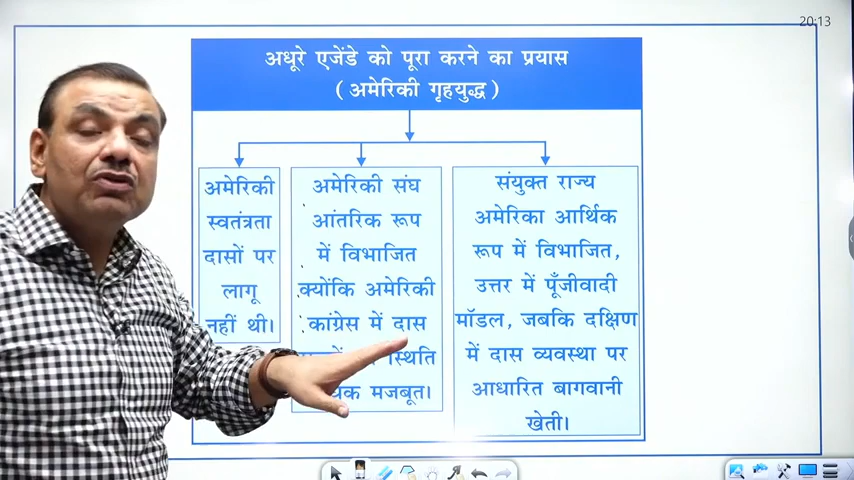 20:13
अधूरे एजेंडे को पूरा करने का प्रयास
( अमेरिकी गृहयुद्ध )
अमेरिकी
स्वतंत्रता
दासों पर
लागू
नहीं थी।
अमेरिकी संघ
आंतरिक रूप
में विभाजित
क्योंकि अमेरिकी
कांग्रेस में दास
स्थिति
मजबूत।
संयुक्त राज्य
अमेरिका आर्थिक
रूप में विभाजित,
उत्तर में पूँजीवादी
मॉडल, जबकि दक्षिण
में दास व्यवस्था पर
आधारित बागवानी
खेती।